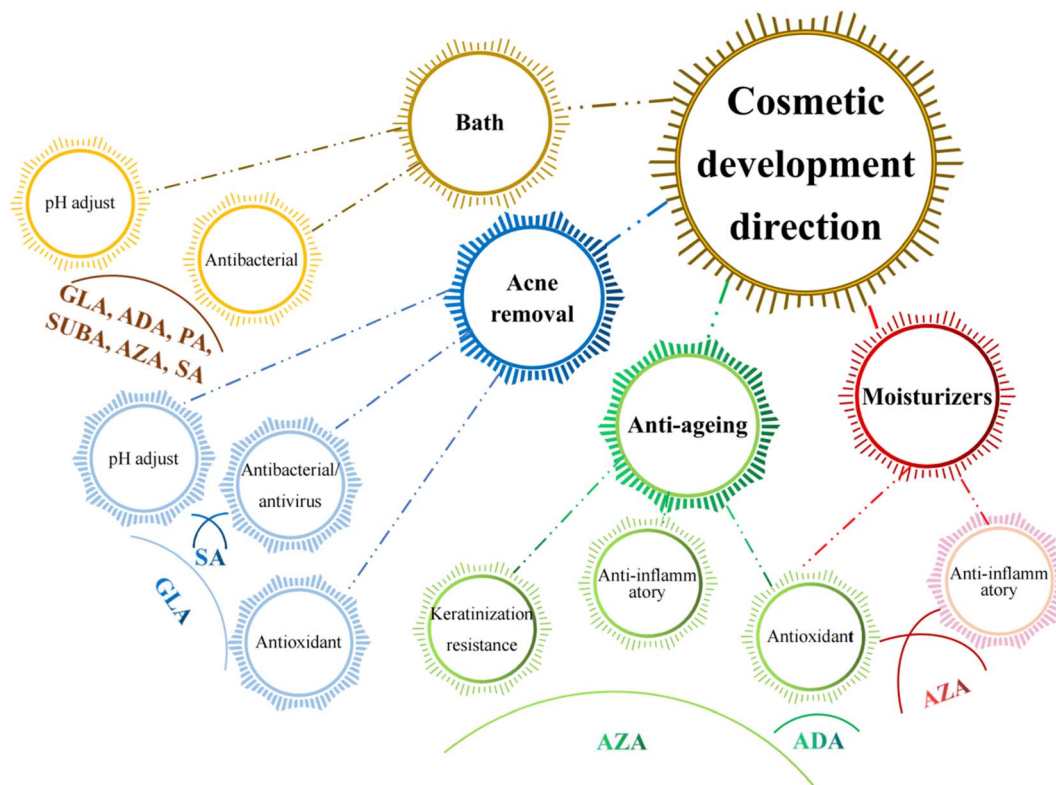 Cosmetic
development
direction
Bath
pH adjust
Antibacterial
GLA, ADA, PA,
SUBA, AZA, SA
Acne
removal
pH adjust
Antibacterial/
antivirus
SA
GLA
Antioxidant
Anti-ageing
Keratinization
resistance
Anti-inflamm
atory
Antioxidant
AZA
ADA
Moisturizers
Anti-inflamm
atory
AZA